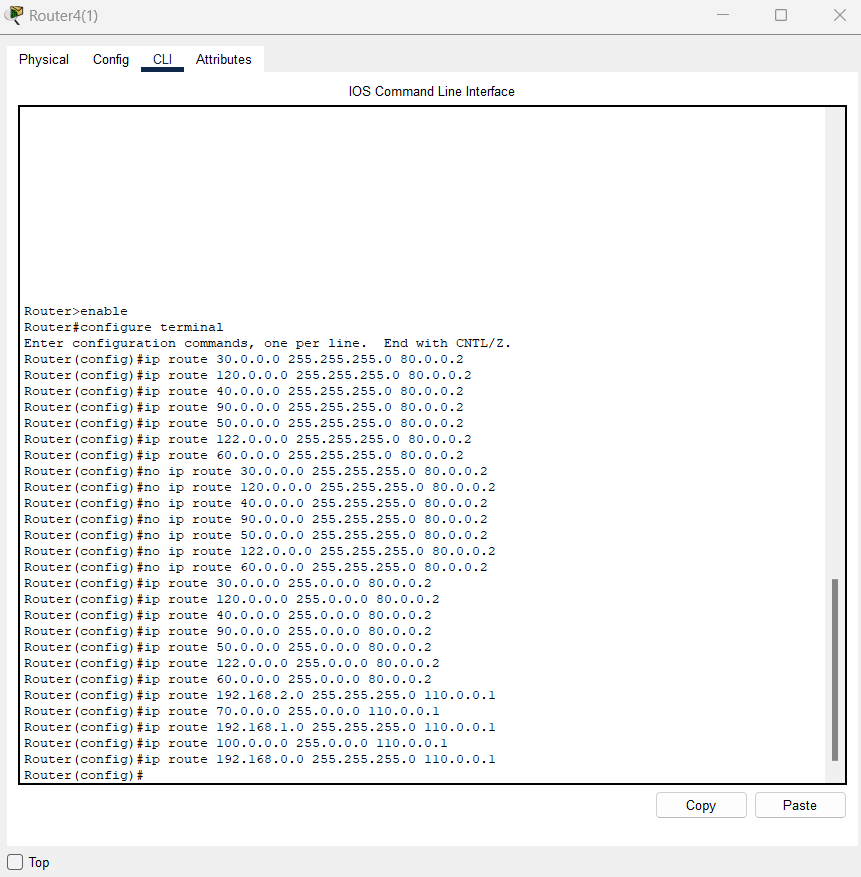 Router4(1)
Physical Config CLI Attributes
IOS Command Line Interface
Router>enable
Router#configure terminal
Enter configuration commands, one per line.  End with CNTL/Z.
Router(config)#ip route 30.0.0.0 255.255.255.0 80.0.0.2
Router(config)#ip route 120.0.0.0 255.255.255.0 80.0.0.2
Router(config)#ip route 40.0.0.0 255.255.255.0 80.0.0.2
Router(config)#ip route 90.0.0.0 255.255.255.0 80.0.0.2
Router(config)#ip route 50.0.0.0 255.255.255.0 80.0.0.2
Router(config)#ip route 122.0.0.0 255.255.255.0 80.0.0.2
Router(config)#ip route 60.0.0.0 255.255.255.0 80.0.0.2
Router(config)#no ip route 30.0.0.0 255.255.255.0 80.0.0.2
Router(config)#no ip route 120.0.0.0 255.255.255.0 80.0.0.2
Router(config)#no ip route 40.0.0.0 255.255.255.0 80.0.0.2
Router(config)#no ip route 90.0.0.0 255.255.255.0 80.0.0.2
Router(config)#no ip route 50.0.0.0 255.255.255.0 80.0.0.2
Router(config)#no ip route 122.0.0.0 255.255.255.0 80.0.0.2
Router(config)#no ip route 60.0.0.0 255.255.255.0 80.0.0.2
Router(config)#ip route 30.0.0.0 255.0.0.0 80.0.0.2
Router(config)#ip route 120.0.0.0 255.0.0.0 80.0.0.2
Router(config)#ip route 40.0.0.0 255.0.0.0 80.0.0.2
Router(config)#ip route 90.0.0.0 255.0.0.0 80.0.0.2
Router(config)#ip route 50.0.0.0 255.0.0.0 80.0.0.2
Router(config)#ip route 122.0.0.0 255.0.0.0 80.0.0.2
Router(config)#ip route 60.0.0.0 255.0.0.0 80.0.0.2
Router(config)#ip route 192.168.2.0 255.255.255.0 110.0.0.1
Router(config)#ip route 70.0.0.0 255.0.0.0 110.0.0.1
Router(config)#ip route 192.168.1.0 255.255.255.0 110.0.0.1
Router(config)#ip route 100.0.0.0 255.0.0.0 110.0.0.1
Router(config)#ip route 192.168.0.0 255.255.255.0 110.0.0.1
Router(config)#
Copy Paste
Top